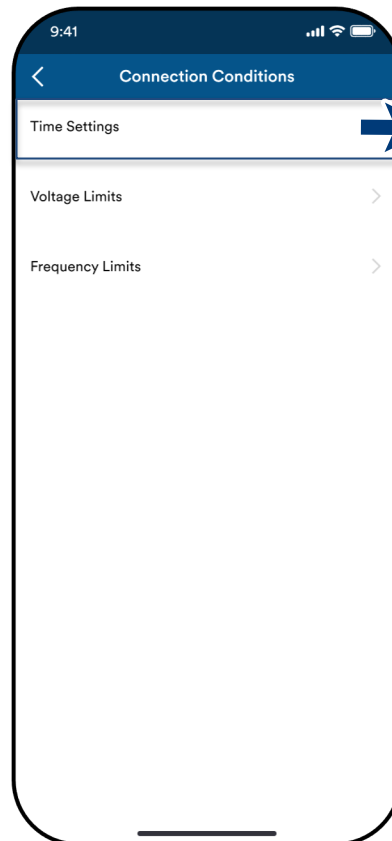 9:41
Connection Conditions
Time Settings
Voltage Limits
Frequency Limits